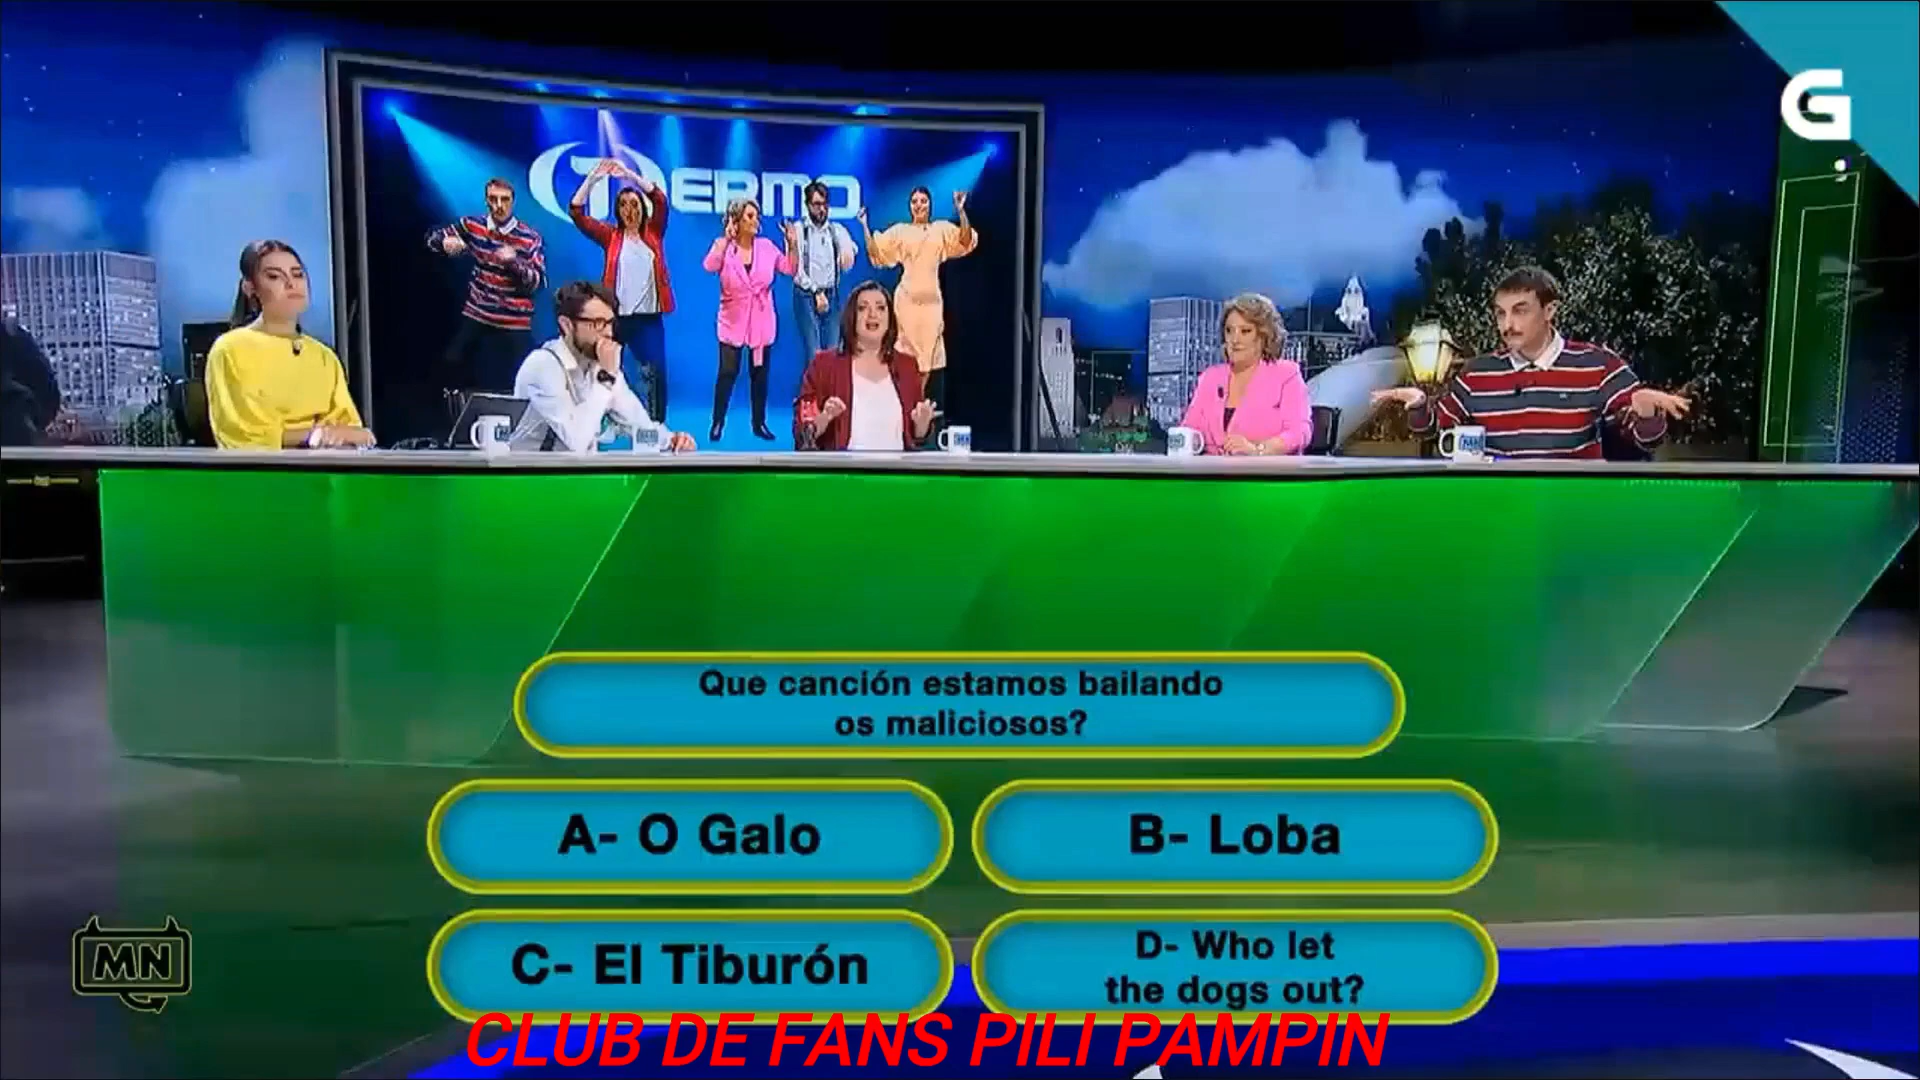 G
TERMO
Que canción estamos bailando
os maliciosos?
A- O Galo
B- Loba
C- El Tiburón
D- Who let
the dogs out?
MN
CLUB DE FANS PILI PAMPIN